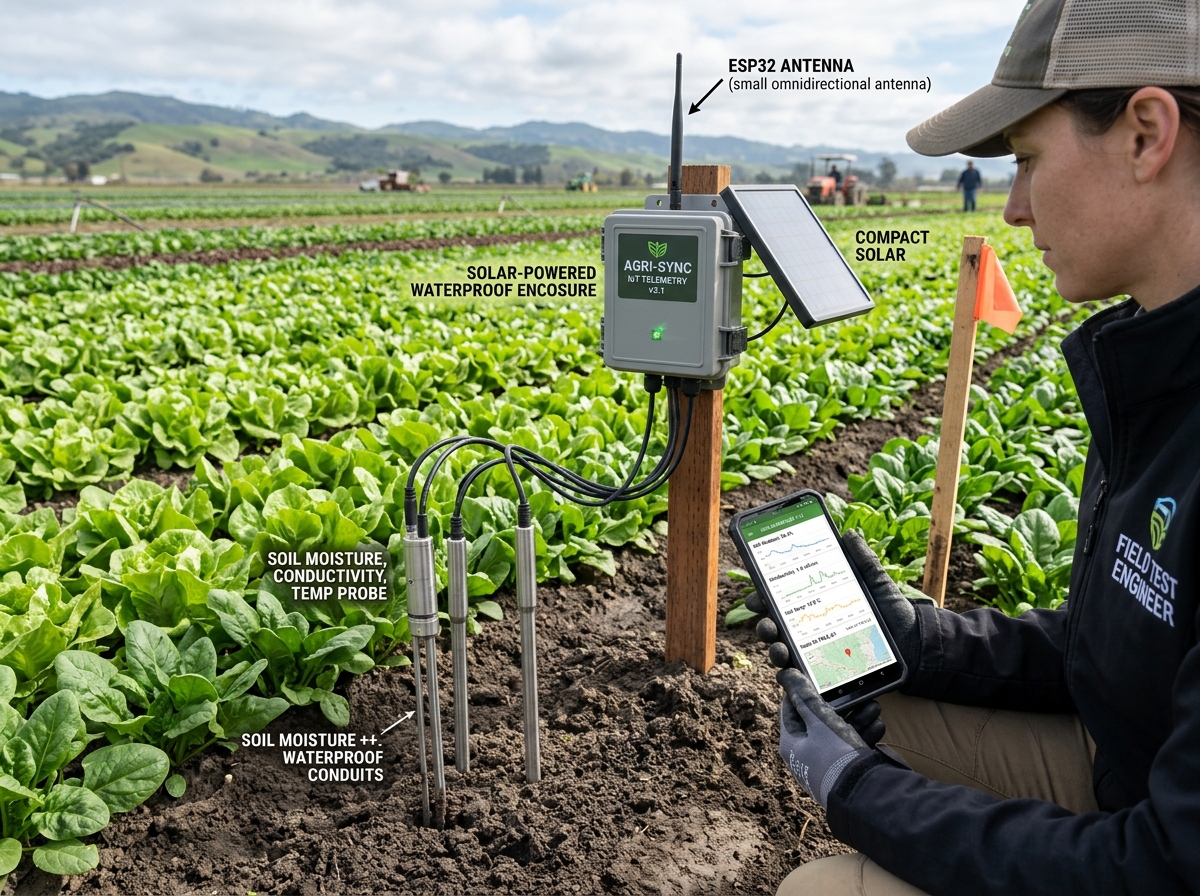 ESP32 ANTENNA
(small omnidirectional antenna)
COMPACT
SOLAR
SOLAR-POWERED
WATERPROOF ENCOSURE
AGRI-SYNC
IoT TELEMETRY
v3.1
SOIL MOISTURE,
CONDUCTIVITY,
TEMP PROBE
SOIL MOISTURE ++.
WATERPROOF
CONDUITS
FIELD TEST
ENGINEER